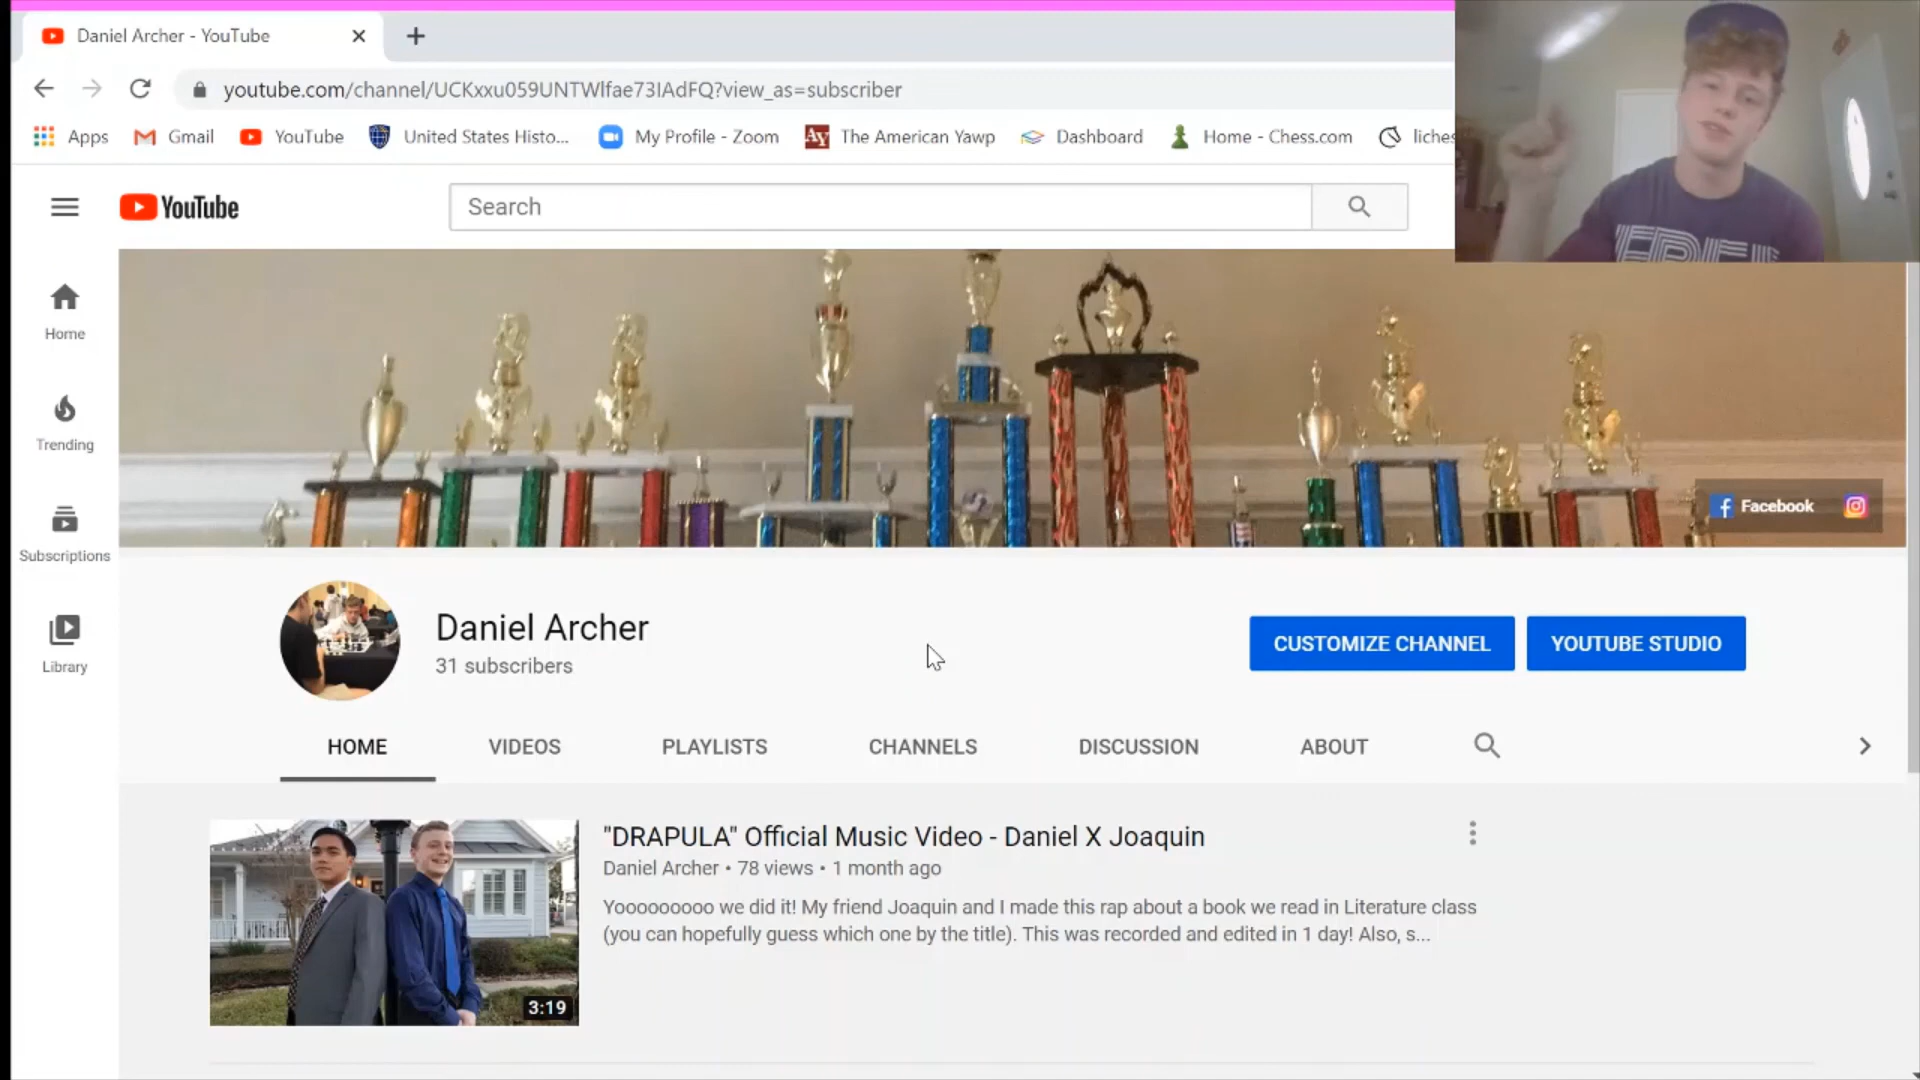 Daniel Archer - YouTube
youtube.com/channel/UCKxxu059UNTWlfae73IAdFQ?view_as=subscriber
Apps Gmail YouTube United States Histo... My Profile - Zoom The American Yawp Dashboard Home - Chess.com liches
YouTube
Search
Home
Trending
Subscriptions
Library
Facebook
Daniel Archer
31 subscribers
CUSTOMIZE CHANNEL
YOUTUBE STUDIO
HOME VIDEOS PLAYLISTS CHANNELS DISCUSSION ABOUT
"DRAPULA" Official Music Video - Daniel X Joaquin
Daniel Archer • 78 views • 1 month ago
Yooooooooo we did it! My friend Joaquin and I made this rap about a book we read in Literature class
(you can hopefully guess which one by the title). This was recorded and edited in 1 day! Also, s...
3:19